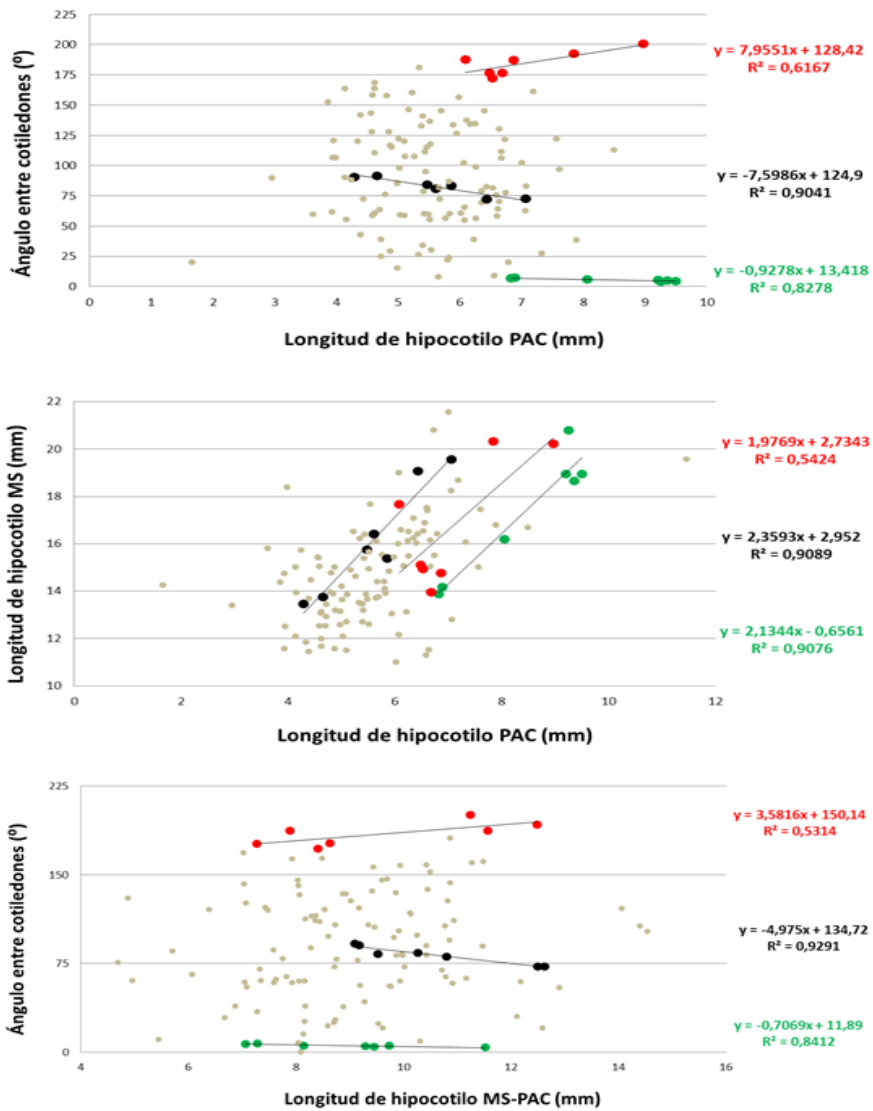 Ángulo entre cotiledones (º)
225
200
175
150
125
100
75
50
25
0
0 1 2 3 4 5 6 7 8 9 10
Longitud de hipocotilo PAC (mm)
y = 7,9551x + 128,42
R² = 0,6167
y = -7,5986x + 124,9
R² = 0,9041
y = -0,9278x + 13,418
R² = 0,8278
Longitud de hipocotilo MS (mm)
22
20
18
16
14
12
10
0 2 4 6 8 10 12
Longitud de hipocotilo PAC (mm)
y = 1,9769x + 2,7343
R² = 0,5424
y = 2,3593x + 2,952
R² = 0,9089
y = 2,1344x - 0,6561
R² = 0,9076
Ángulo entre cotiledones (º)
225
150
75
0
4 6 8 10 12 14 16
Longitud de hipocotilo MS-PAC (mm)
y = 3,5816x + 150,14
R² = 0,5314
y = -4,975x + 134,72
R² = 0,9291
y = -0,7069x + 11,89
R² = 0,8412